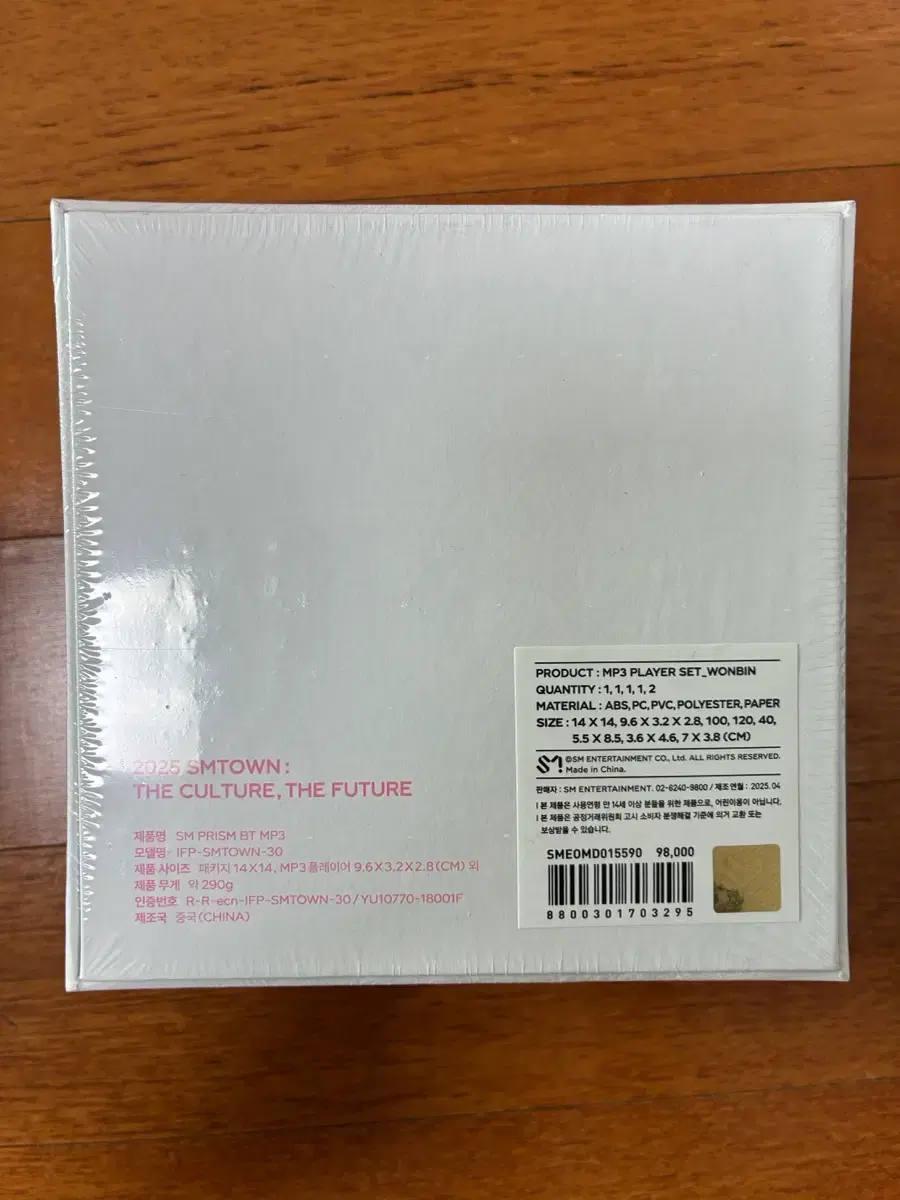 2025 SMTOWN :
THE CULTURE, THE FUTURE
제품명 SM PRISM BT MP3
모델명 IFP-SMTOWN-30
제품 사이즈 패키지 14X14, MP3플레이어 9.6X3.2X2.8(CM) 외
제품 무게 약 290g
인증번호 R-R-ecn-IFP-SMTOWN-30/YU10770-18001F
제조국 중국(CHINA)
PRODUCT : MP3 PLAYER SET_WONBIN
QUANTITY : 1, 1, 1, 1, 2
MATERIAL : ABS, PC, PVC, POLYESTER, PAPER
SIZE : 14 X 14, 9.6 X 3.2 X 2.8, 100, 120, 40,
5.5 X 8.5, 3.6 X 4.6, 7 X 3.8 (CM)
SM ©SM ENTERTAINMENT CO., Ltd. ALL RIGHTS RESERVED.
Made in China.
판매자 : SM ENTERTAINMENT. 02-6240-9800 / 제조 연월 : 2025.04
l 본 제품은 사용연령 만 14세 이상 분들을 위한 제품으로, 어린이용이 아닙니다.
l 본 제품은 공정거래위원회 고시 소비자 분쟁해결 기준에 의거 교환 또는
보상받을 수 있습니다.
SMEOMD015590 98,000
8800301703295